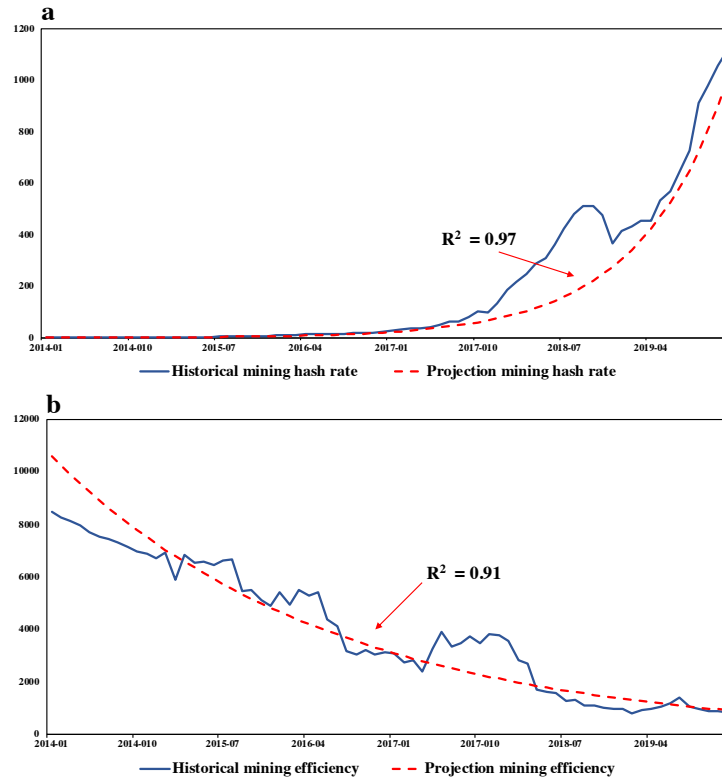 a
1200
1000
800
600
400
200
0
R² = 0.97
2014-01 2014-010 2015-07 2016-04 2017-01 2017-10 2018-07 2019-04
Historical mining hash rate Projection mining hash rate
b
12000
10000
8000
6000
4000
2000
0
R² = 0.91
2014-01 2014-010 2015-07 2016-04 2017-01 2017-10 2018-07 2019-04
Historical mining efficiency Projection mining efficiency